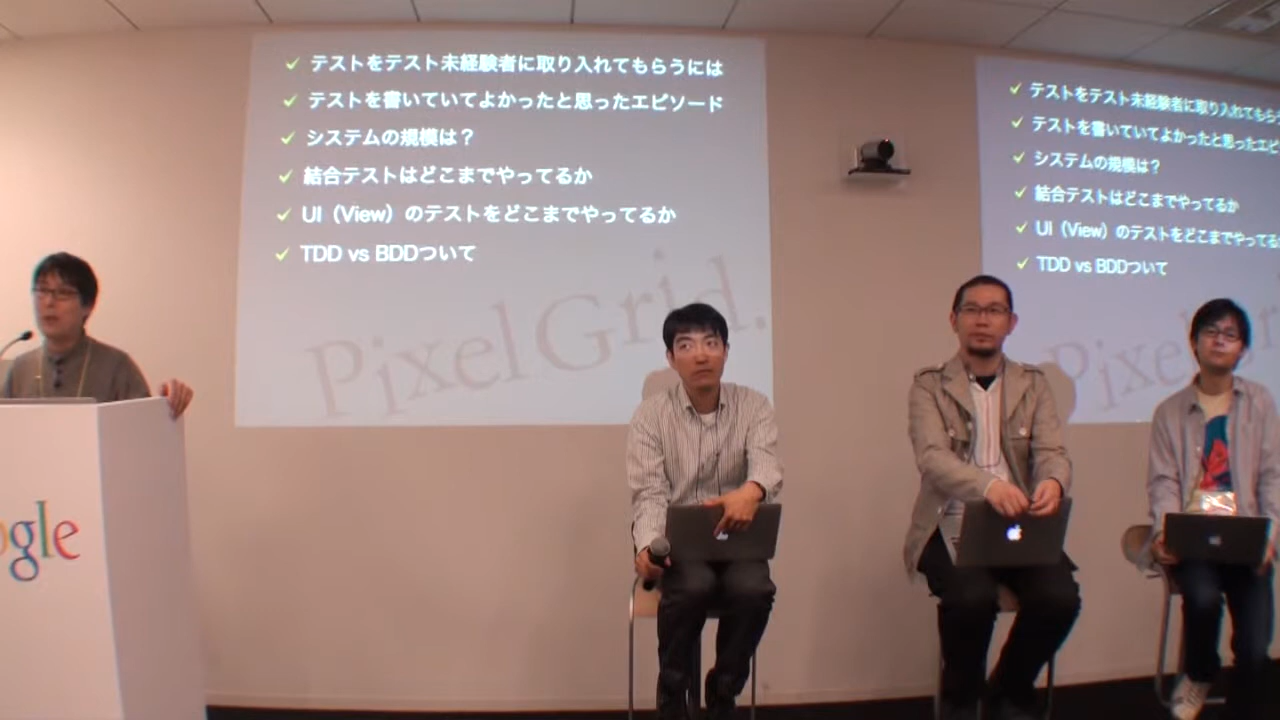 テストをテスト未経験者に取り入れてもらうには
テストを書いていてよかったと思ったエピソード
システムの規模は？
結合テストはどこまでやってるか
UI（View）のテストをどこまでやってるか
TDD vs BDDついて
PixelGrid.
テストをテスト未経験者に取り入れてもらう
テストを書いていてよかったと思ったエピ
システムの規模は？
結合テストはどこまでやってるか
UI（View）のテストをどこまでやってる
TDD vs BDDついて
PixelGri
ogle